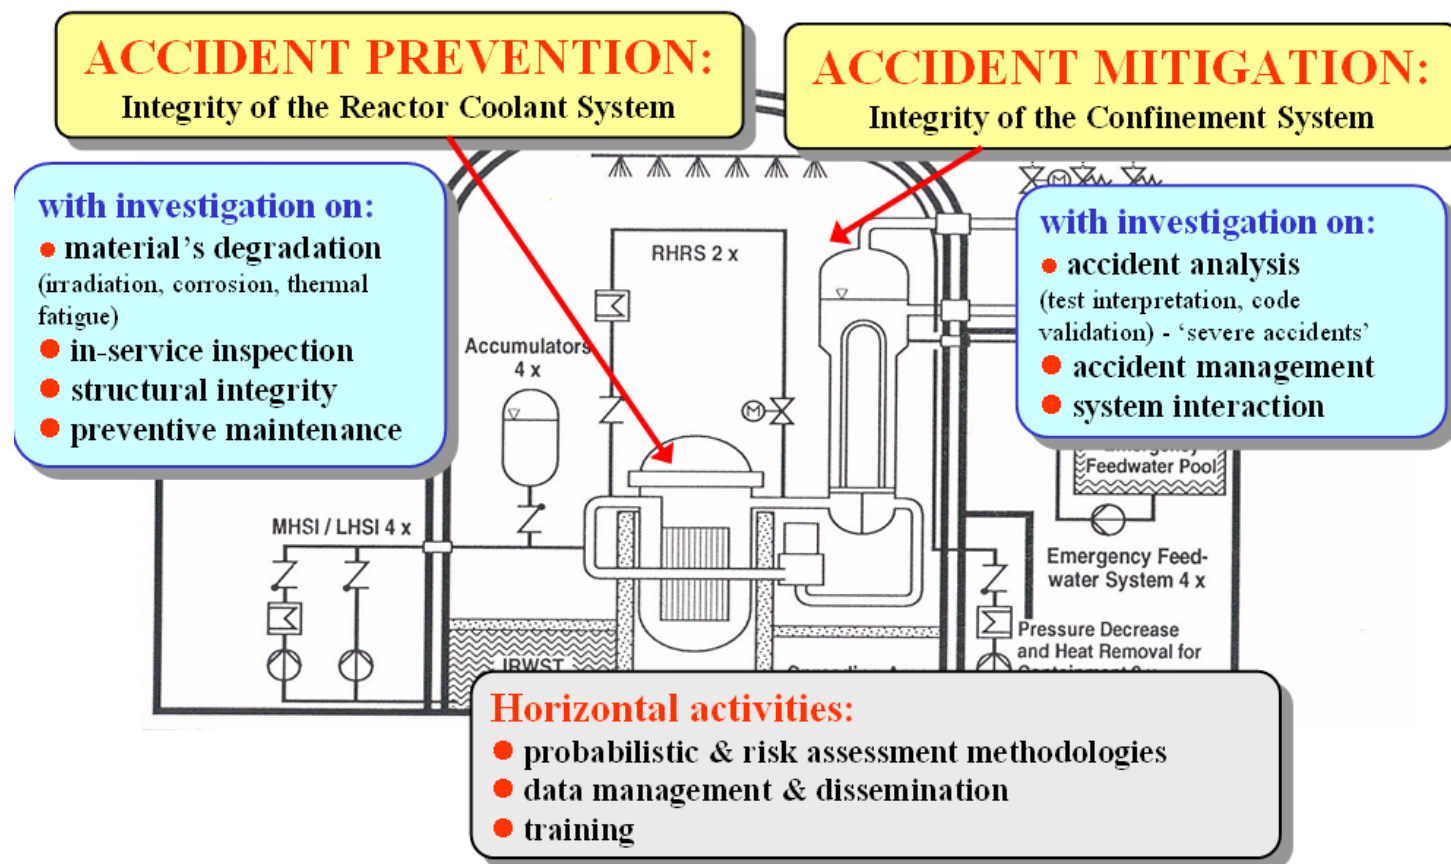 ACCIDENT PREVENTION:
Integrity of the Reactor Coolant System
ACCIDENT MITIGATION:
Integrity of the Confinement System
with investigation on:
● material's degradation
(irradiation, corrosion, thermal
fatigue)
● in-service inspection
● structural integrity
● preventive maintenance
with investigation on:
● accident analysis
(test interpretation, code
validation) - ‘severe accidents’
● accident management
● system interaction
RHRS 2 x
Accumulators
4 x
M
M
MHSI / LHSI 4 x
Emergency
Feedwater Pool
Emergency Feed-
water System 4 x
Pressure Decrease
and Heat Removal for
IRWST
Horizontal activities:
● probabilistic & risk assessment methodologies
● data management & dissemination
● training